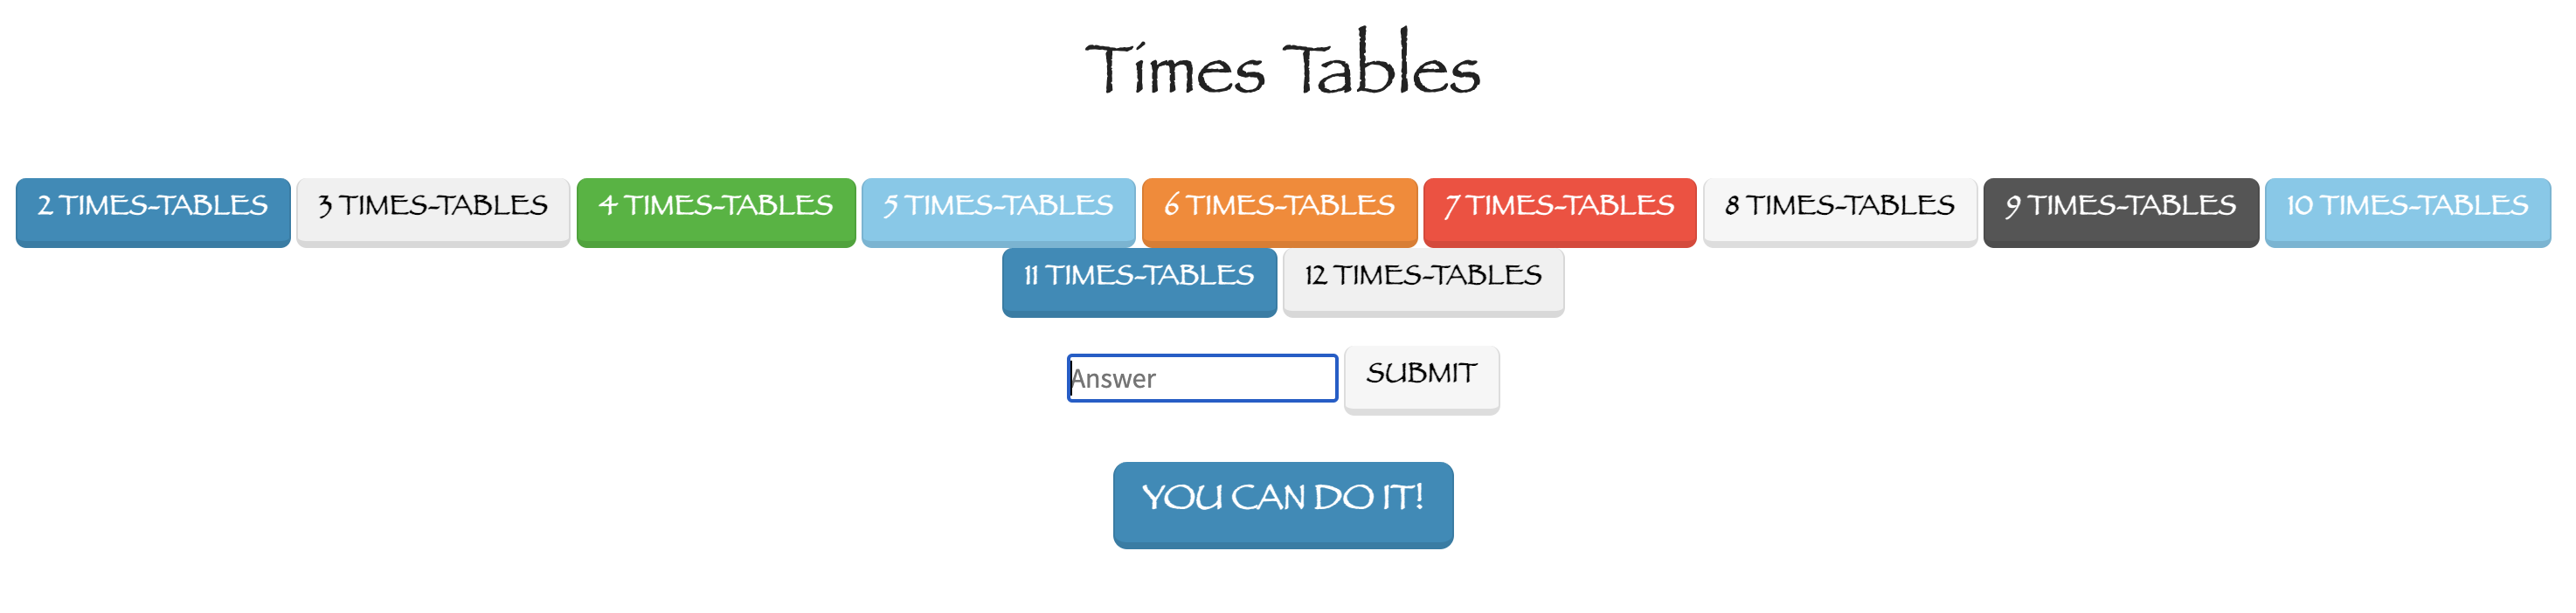 Times Tables
2 TIMES-TABLES 3 TIMES-TABLES 4 TIMES-TABLES 5 TIMES-TABLES 6 TIMES-TABLES 7 TIMES-TABLES 8 TIMES-TABLES 9 TIMES-TABLES 10 TIMES-TABLES
11 TIMES-TABLES 12 TIMES-TABLES
Answer SUBMIT
YOU CAN DO IT!